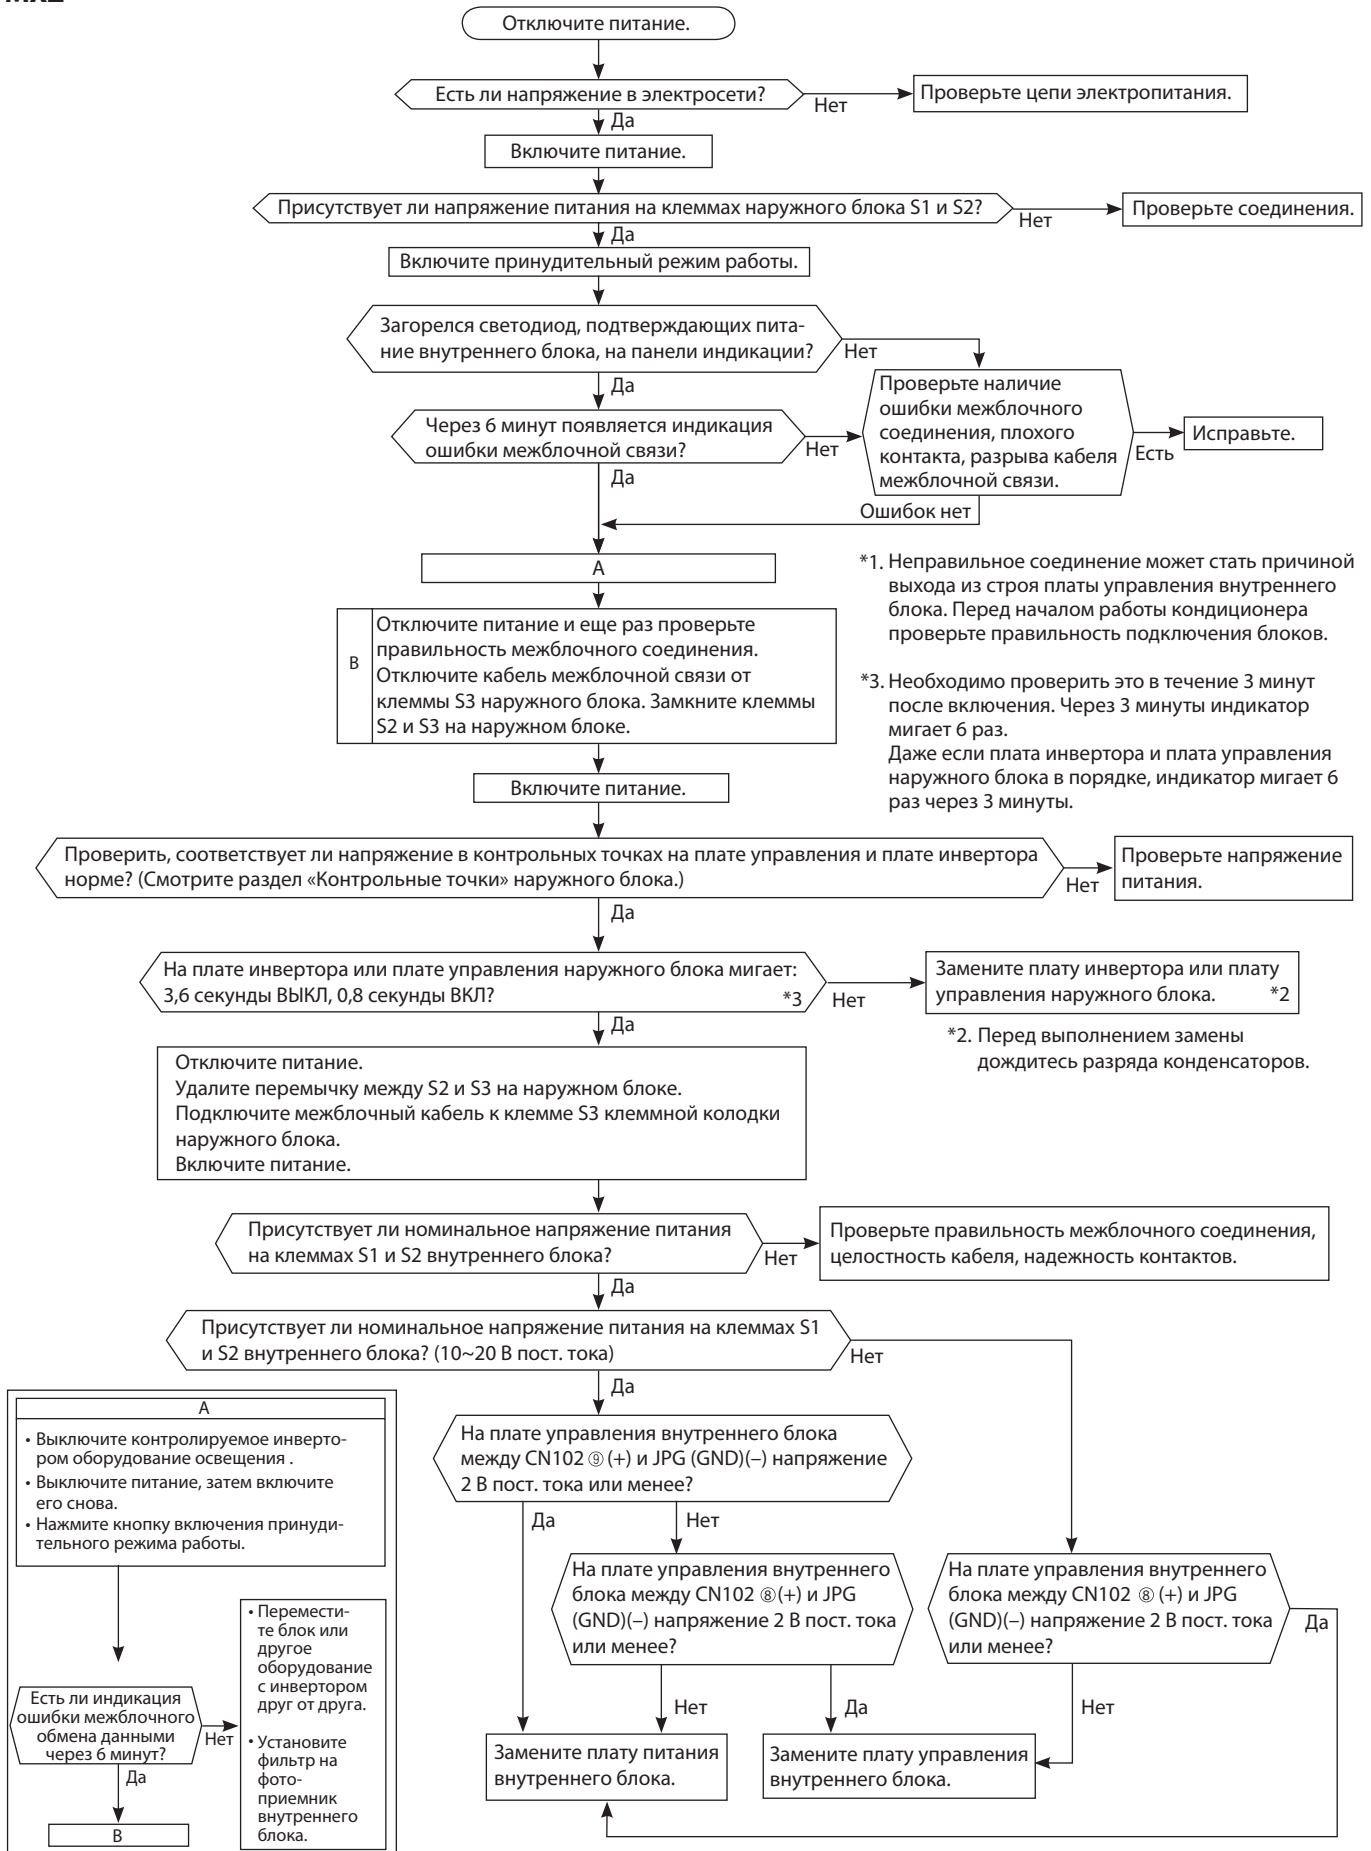 Отключите питание.
Есть ли напряжение в электросети?
Нет
Проверьте цепи электропитания.
Да
Включите питание.
Присутствует ли напряжение питания на клеммах наружного блока S1 и S2?
Нет
Проверьте соединения.
Да
Включите принудительный режим работы.
Загорелся светодиод, подтверждающих пита-
ние внутреннего блока, на панели индикации?
Нет
Да
Проверьте наличие
ошибки межблочного
соединения, плохого
контакта, разрыва кабеля
межблочной связи.
Через 6 минут появляется индикация
ошибки межблочной связи?
Нет
Есть
Исправьте.
Да
Ошибок нет
A
*1. Неправильное соединение может стать причиной
выхода из строя платы управления внутреннего
блока. Перед началом работы кондиционера
проверьте правильность подключения блоков.
B
Отключите питание и еще раз проверьте
правильность межблочного соединения.
Отключите кабель межблочной связи от
клеммы S3 наружного блока. Замкните клеммы
S2 и S3 на наружном блоке.
*3. Необходимо проверить это в течение 3 минут
после включения. Через 3 минуты индикатор
мигает 6 раз.
Даже если плата инвертора и плата управления
наружного блока в порядке, индикатор мигает 6
раз через 3 минуты.
Включите питание.
Проверить, соответствует ли напряжение в контрольных точках на плате управления и плате инвертора
норме? (Смотрите раздел «Контрольные точки» наружного блока.)
Нет
Проверьте напряжение
питания.
Да
На плате инвертора или плате управления наружного блока мигает:
3,6 секунды ВЫКЛ, 0,8 секунды ВКЛ? *3
Нет
Замените плату инвертора или плату
управления наружного блока. *2
Да
*2. Перед выполнением замены
дождитесь разряда конденсаторов.
Отключите питание.
Удалите перемычку между S2 и S3 на наружном блоке.
Подключите межблочный кабель к клемме S3 клеммной колодки
наружного блока.
Включите питание.
Присутствует ли номинальное напряжение питания
на клеммах S1 и S2 внутреннего блока?
Нет
Проверьте правильность межблочного соединения,
целостность кабеля, надежность контактов.
Да
Присутствует ли номинальное напряжение питания на клеммах S1
и S2 внутреннего блока? (10~20 В пост. тока)
Нет
Да
На плате управления внутреннего блока
между CN102 ⑨ (+) и JPG (GND)(–) напряжение
2 В пост. тока или менее?
Да
Нет
На плате управления внутреннего
блока между CN102 ⑧(+) и JPG
(GND)(–) напряжение 2 В пост. тока
или менее?
На плате управления внутреннего
блока между CN102 ⑧ (+) и JPG
(GND)(–) напряжение 2 В пост. тока
или менее?
Да
Нет
Да
Нет
Замените плату питания
внутреннего блока.
Замените плату управления
внутреннего блока.
A
• Выключите контролируемое инверто-
ром оборудование освещения .
• Выключите питание, затем включите
его снова.
• Нажмите кнопку включения принуди-
тельного режима работы.
Есть ли индикация
ошибки межблочного
обмена данными
через 6 минут?
Нет
Да
B
• Перемести-
те блок или
другое
оборудование
с инвертором
друг от друга.
• Установите
фильтр на
фото-
приемник
внутреннего
блока.